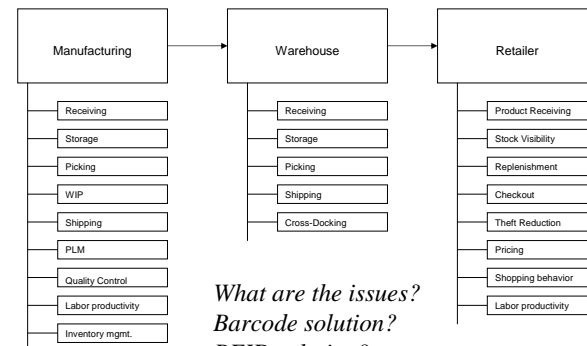 Manufacturing
Receiving
Storage
Picking
WIP
Shipping
PLM
Quality Control
Labor productivity
Inventory mgmt.
Warehouse
Receiving
Storage
Picking
Shipping
Cross-Docking
Retailer
Product Receiving
Stock Visibility
Replenishment
Checkout
Theft Reduction
Pricing
Shopping behavior
Labor productivity
What are the issues?
Barcode solution?